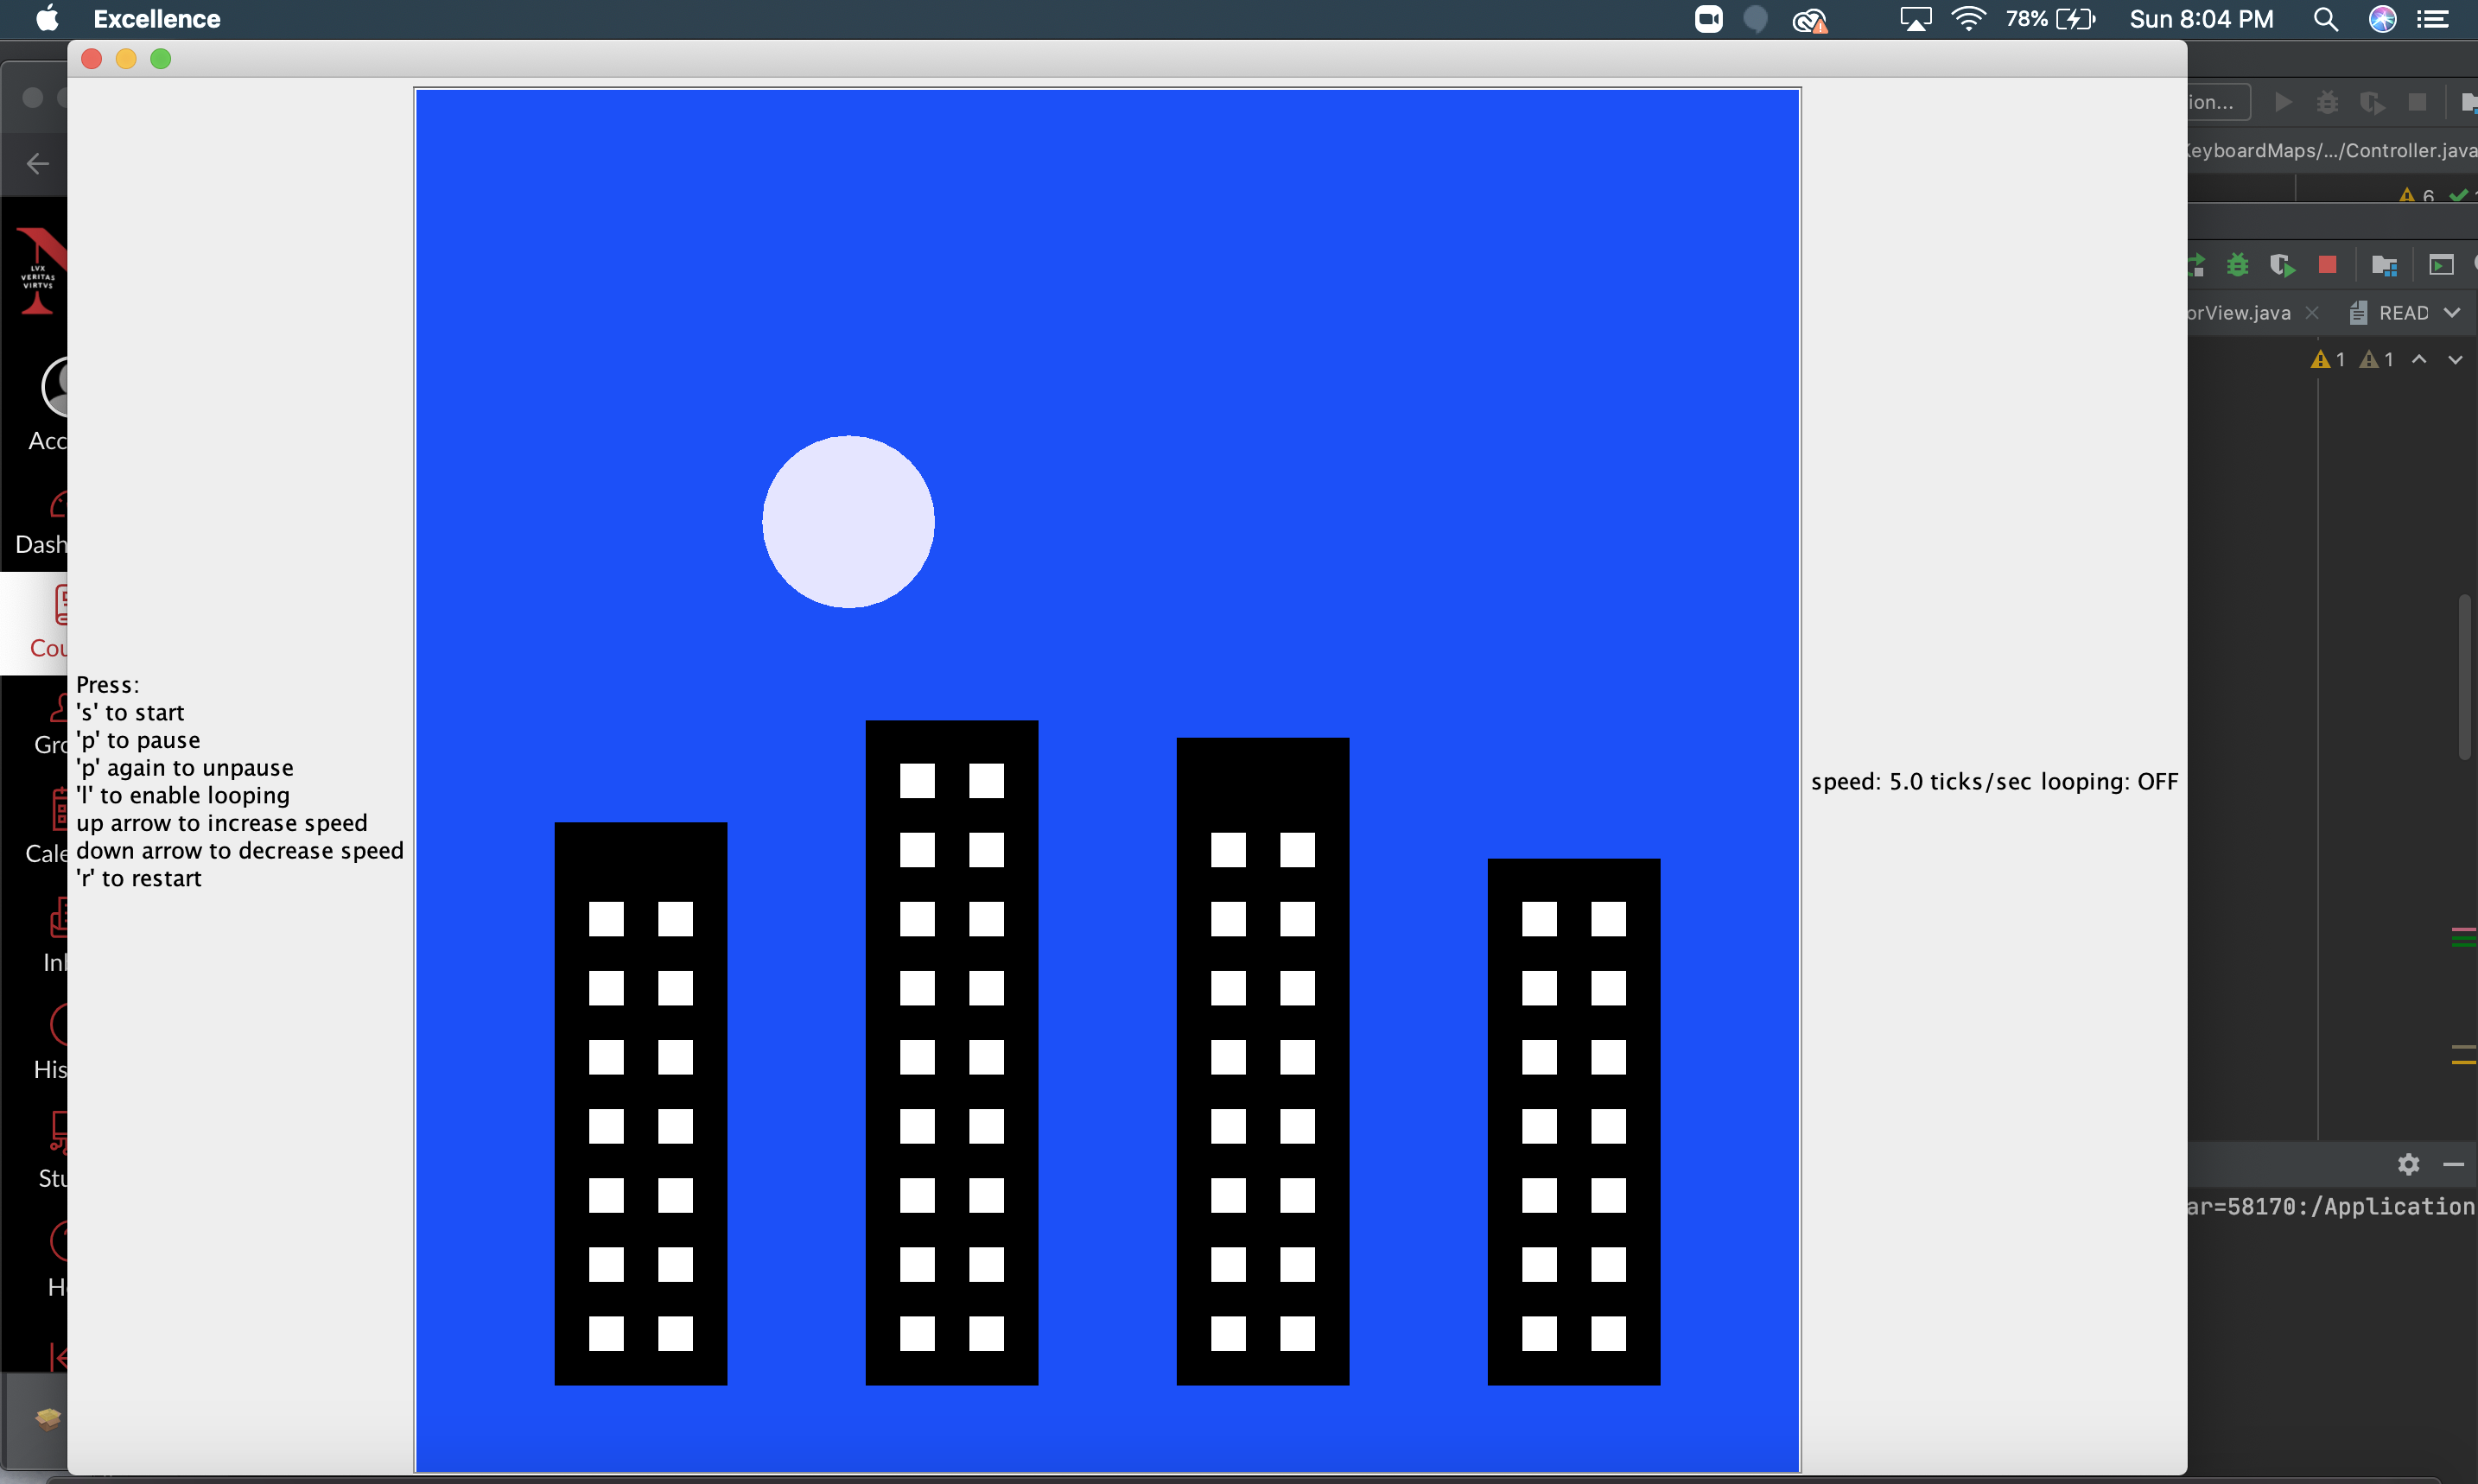 Excellence
78%
Sun 8:04 PM
ion...
eyboardMaps/.../Controller.java
6
LVX
VERITAS
VIRTVS
orView.java
READ
1
1
Acc
Dash
Cou
Gro
Cale
His
Stu
Press:
's' to start
'p' to pause
'p' again to unpause
'l' to enable looping
up arrow to increase speed
down arrow to decrease speed
'r' to restart
speed: 5.0 ticks/sec looping: OFF
ar=58170:/Application